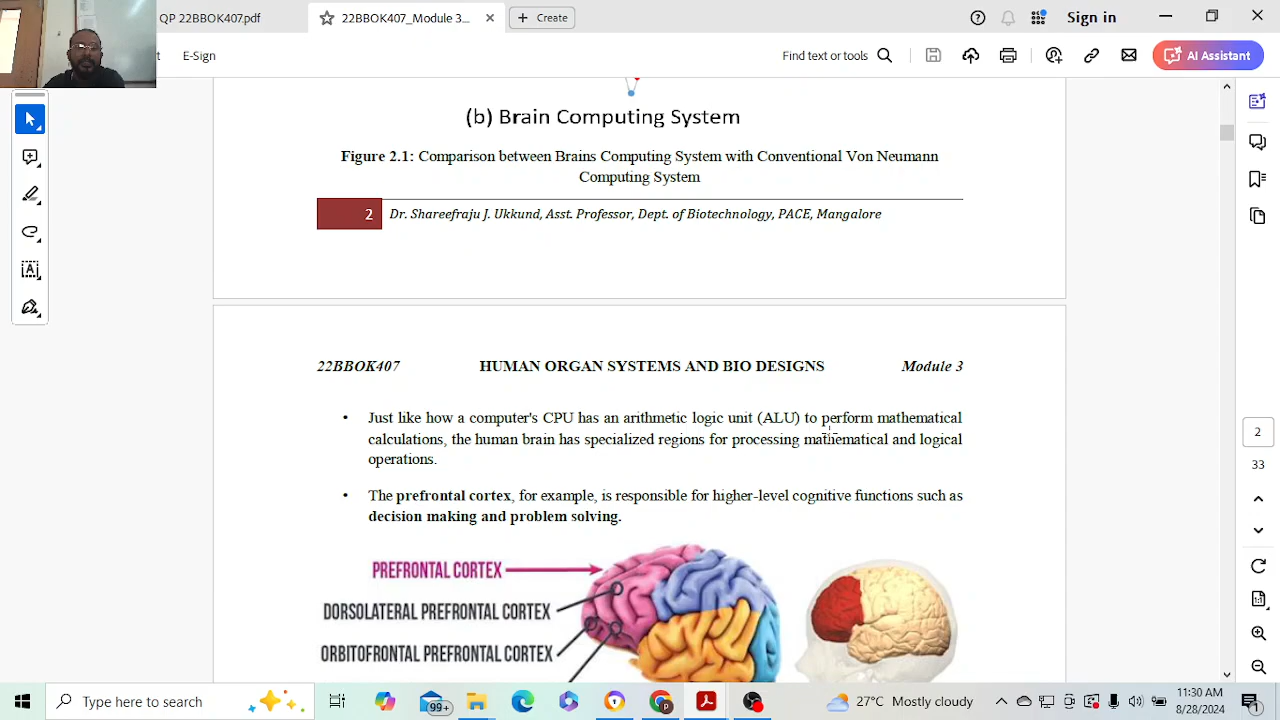 QP 22BBOK407.pdf
22BBOK407_Module 3...
Create
Sign in
t E-Sign
Find text or tools
AI Assistant
(b) Brain Computing System
Figure 2.1: Comparison between Brains Computing System with Conventional Von Neumann
Computing System
2 Dr. Shareefraju J. Ukkund, Asst. Professor, Dept. of Biotechnology, PACE, Mangalore
22BBOK407 HUMAN ORGAN SYSTEMS AND BIO DESIGNS Module 3
• Just like how a computer's CPU has an arithmetic logic unit (ALU) to perform mathematical
calculations, the human brain has specialized regions for processing mathematical and logical
operations.
• The prefrontal cortex, for example, is responsible for higher-level cognitive functions such as
decision making and problem solving.
PREFRONTAL CORTEX
DORSOLATERAL PREFRONTAL CORTEX
ORBITOFRONTAL PREFRONTAL CORTEX
2
33
Type here to search
99+
27°C Mostly cloudy
11:30 AM
8/28/2024
1